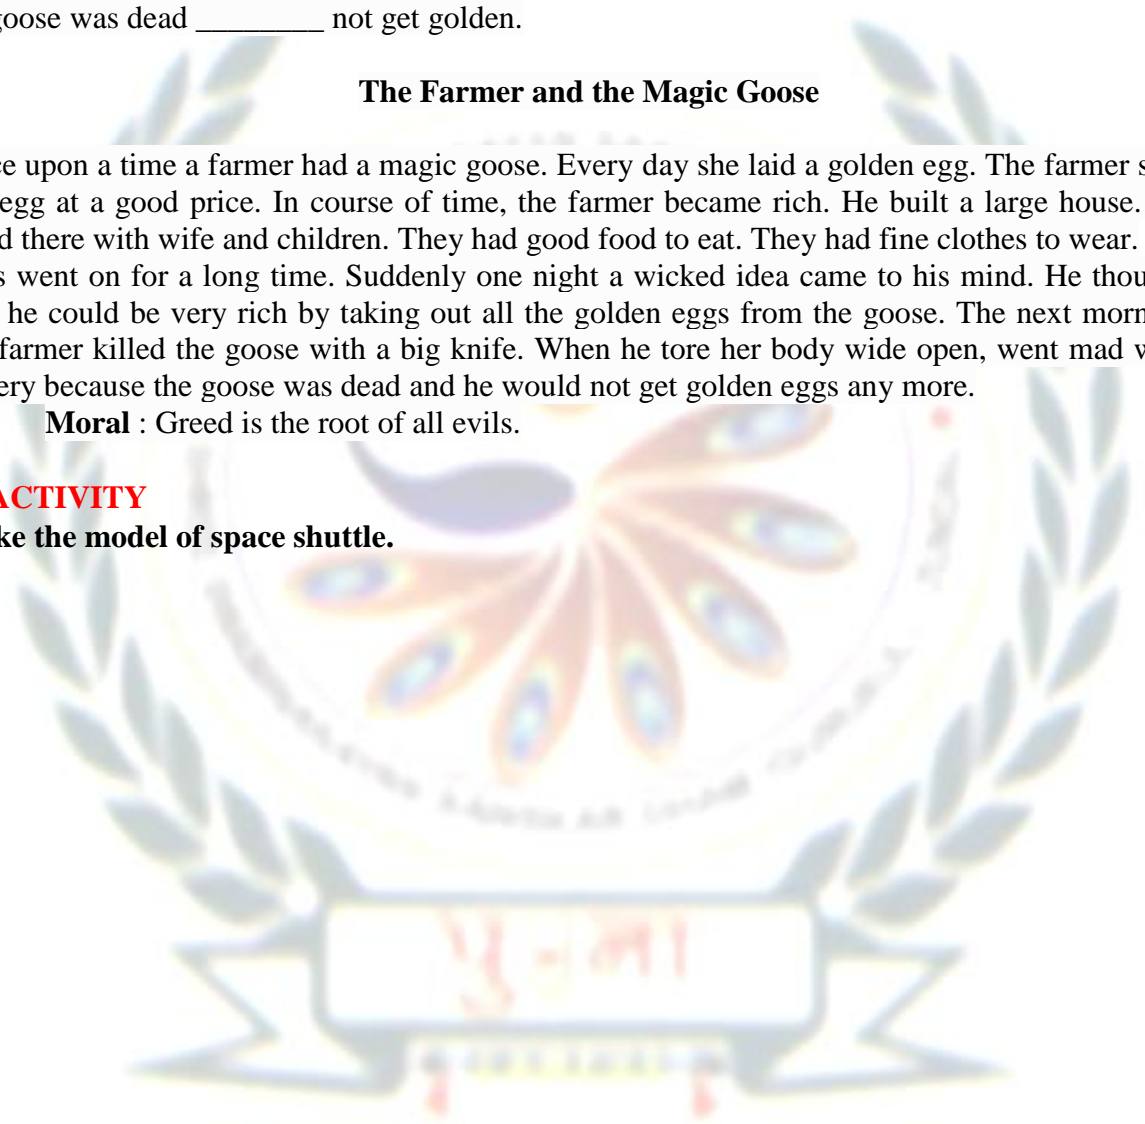 goose was dead ________ not get golden.
The Farmer and the Magic Goose
ce upon a time a farmer had a magic goose. Every day she laid a golden egg. The farmer s
egg at a good price. In course of time, the farmer became rich. He built a large house.
d there with wife and children. They had good food to eat. They had fine clothes to wear.
s went on for a long time. Suddenly one night a wicked idea came to his mind. He thou
he could be very rich by taking out all the golden eggs from the goose. The next morn
farmer killed the goose with a big knife. When he tore her body wide open, went mad w
ery because the goose was dead and he would not get golden eggs any more.
Moral : Greed is the root of all evils.
ACTIVITY
ke the model of space shuttle.